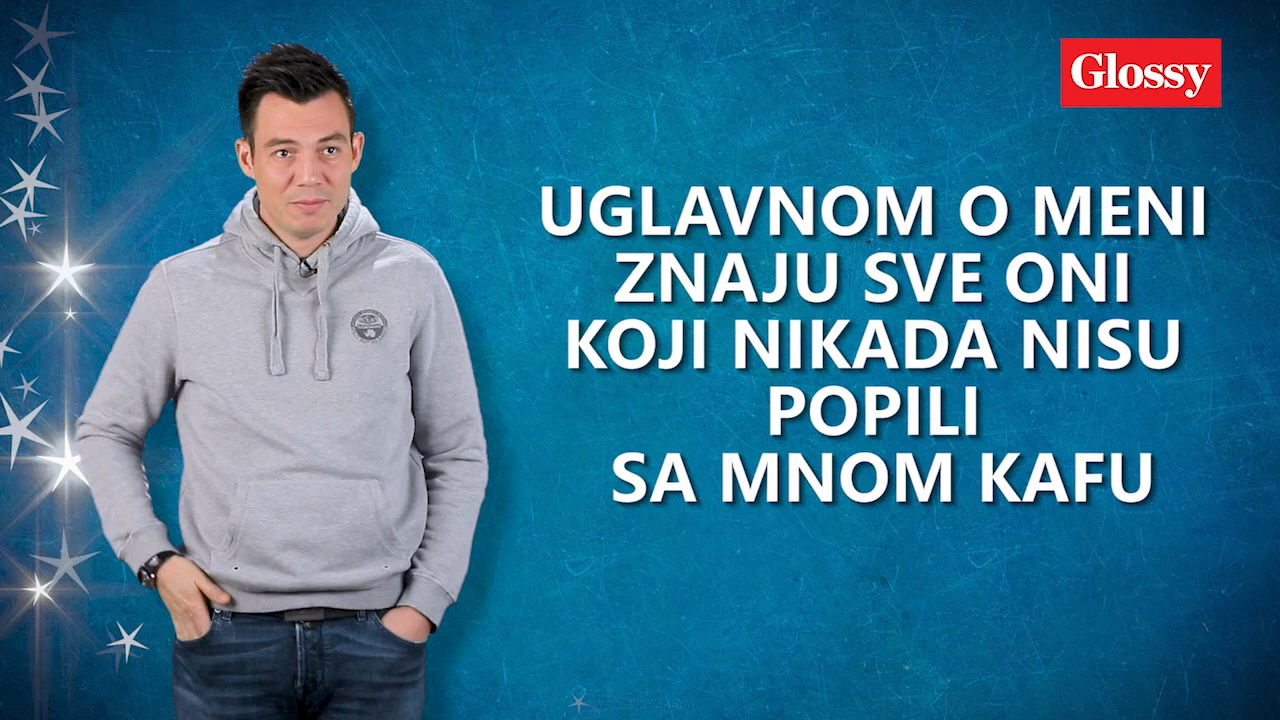 Glossy
UGLAVNOM O MENI
ZNAJU SVE ONI
KOJI NIKADA NISU
POPILI
SA MNOM KAFU